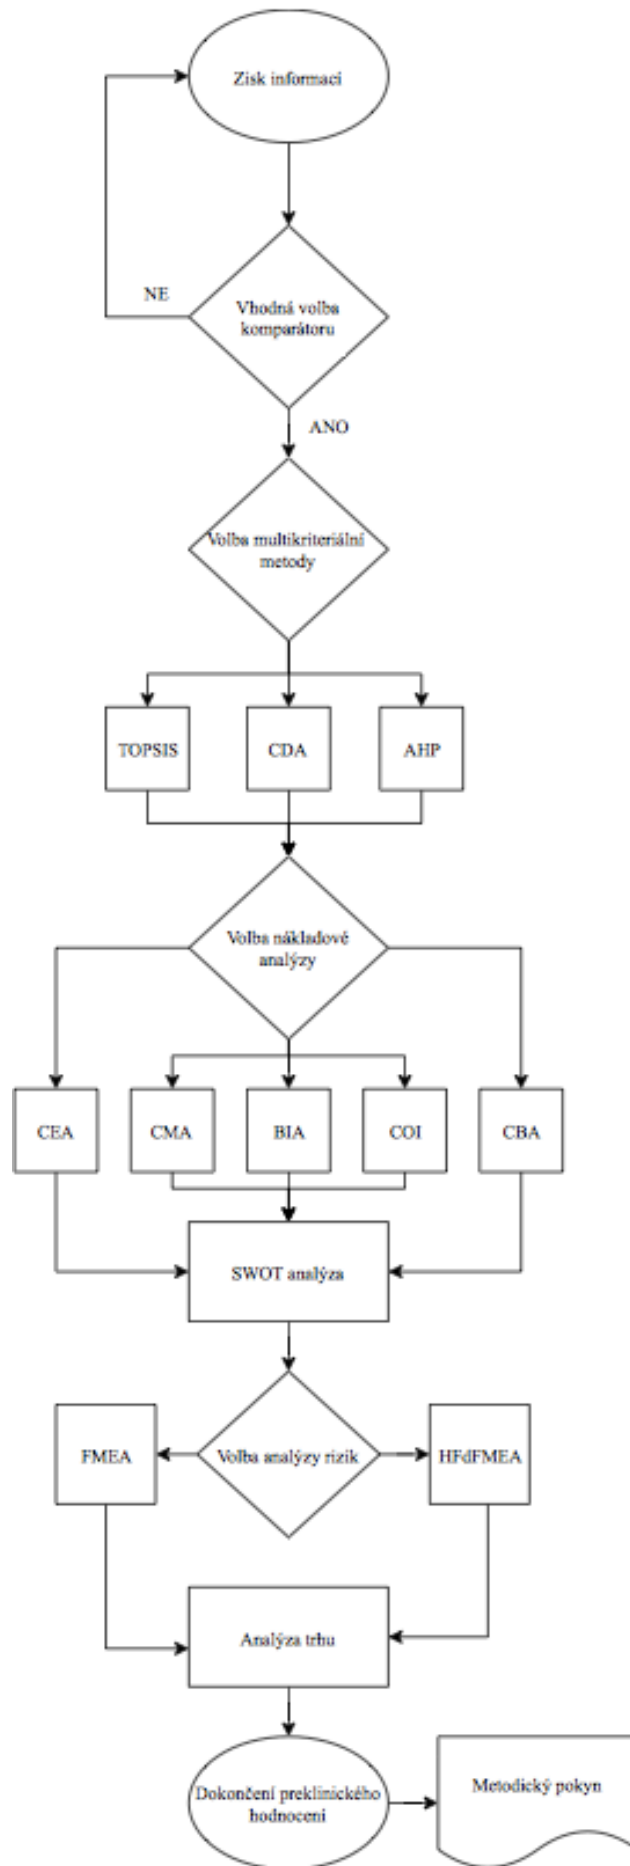 Zisk informací
NE
Vhodná volba
komparátoru
ANO
Volba multikriteriální
metody
TOPSIS
CDA
AHP
Volba nákladové
analýzy
CEA
CMA
BIA
COI
CBA
SWOT analýza
FMEA
Volba analýzy rizik
HFdFMEA
Analýza trhu
Dokončení preklinického
hodnocení
Metodický pokyn